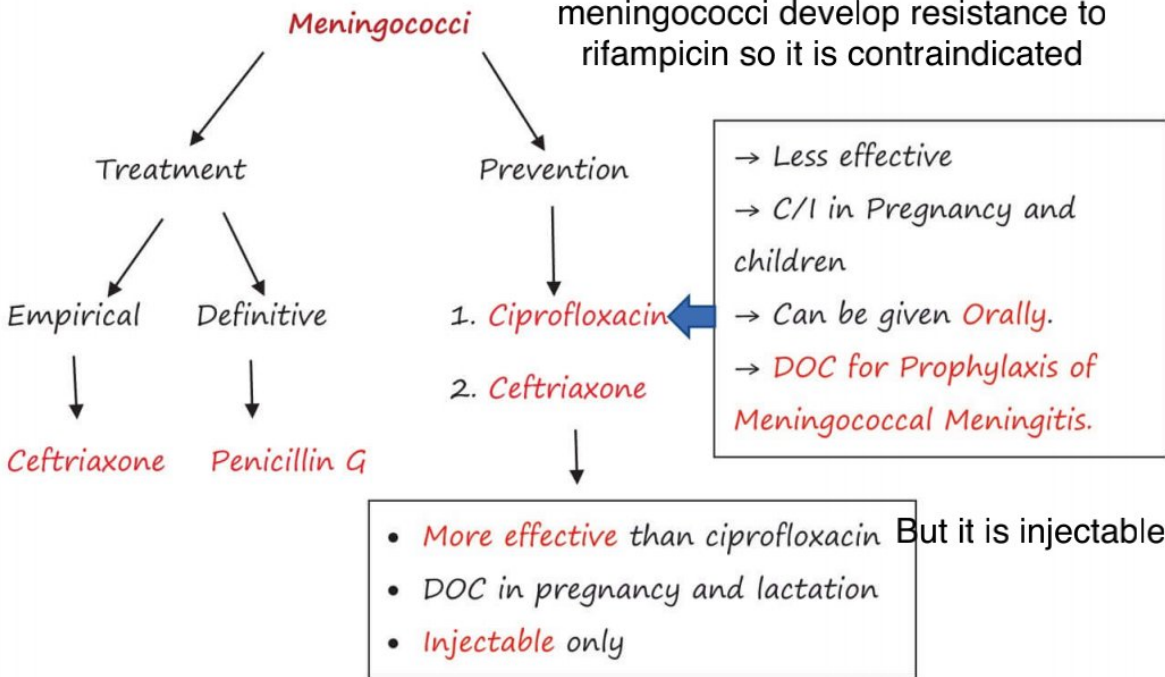 Meningococci
meningococci develop resistance to
rifampicin so it is contraindicated
Treatment
Prevention
Empirical
Definitive
Ceftriaxone
Penicillin G
1. Ciprofloxacin
2. Ceftriaxone
→ Less effective
→ C/I in Pregnancy and
children
→ Can be given Orally.
→ DOC for Prophylaxis of
Meningococcal Meningitis.
• More effective than ciprofloxacin
But it is injectable
• DOC in pregnancy and lactation
• Injectable only